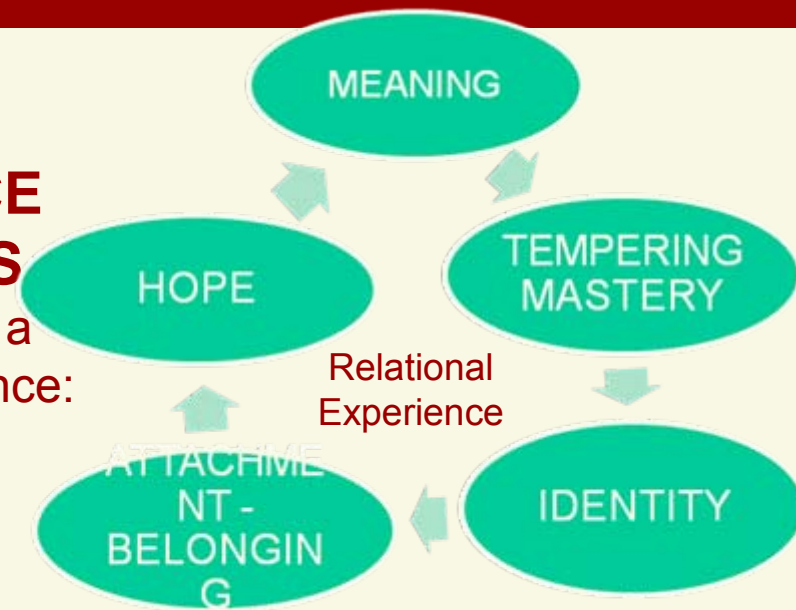 MEANING
CE
S
a
nce:
HOPE
TEMPERING
MASTERY
Relational
Experience
ATTACHME
NT -
BELONGIN
G
IDENTITY